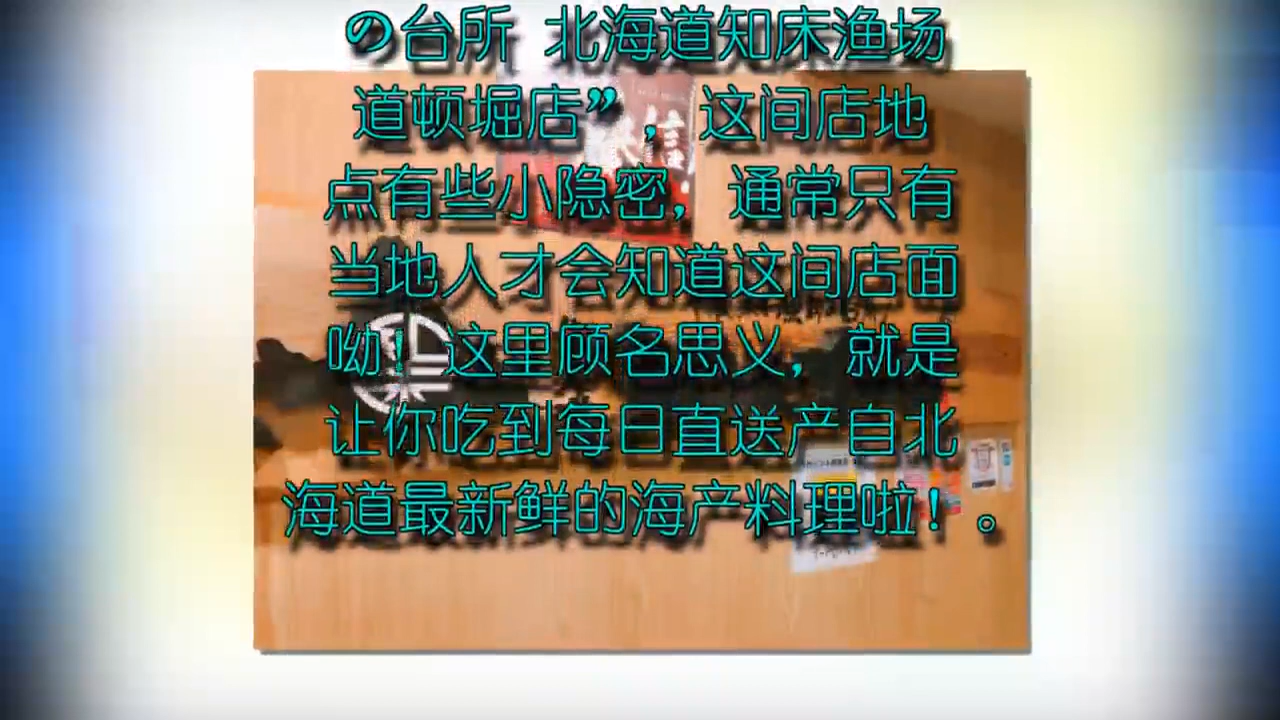 の台所 北海道知床渔场
道顿堀店”，这间店地
点有些小隐密，通常只有
当地人才会知道这间店面
呦！这里顾名思义，就是
让你吃到每日直送产自北
海道最新鲜的海产料理啦！。